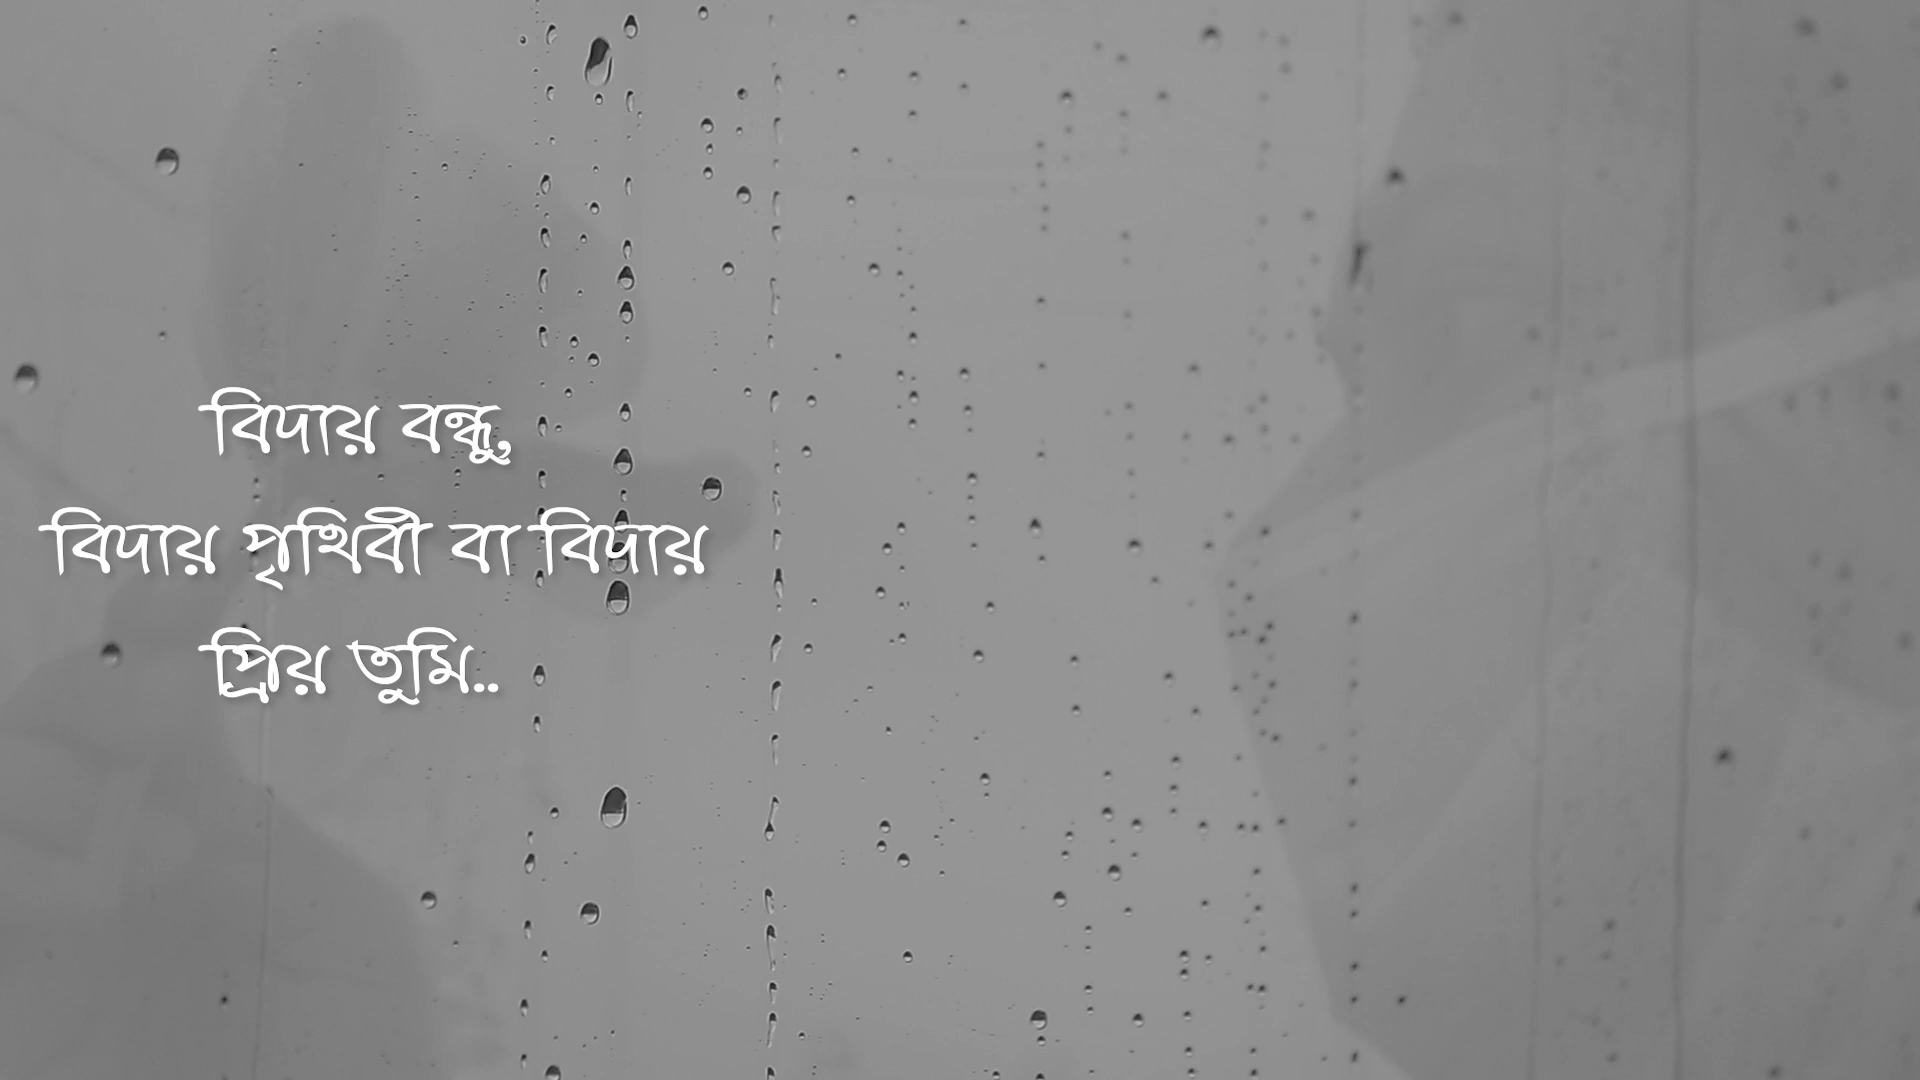 বিদায় বন্ধু,
বিদায় পৃথিবী বা বিদায়
প্রিয় তুমি..